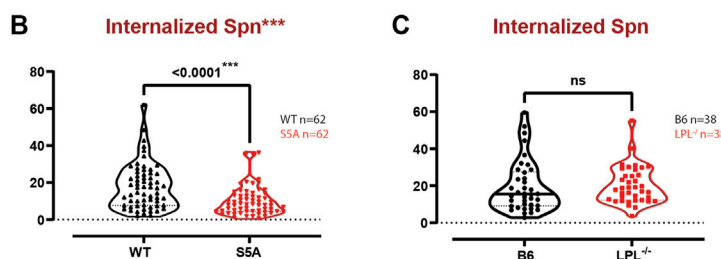 B
Internalized Spn***
<0.0001***
80
60
40
20
0
WT n=62
S5A n=62
WT
S5A
C
Internalized Spn
ns
80
60
40
20
0
B6 n=38
LPL-/- n=3
B6
LPL-/-